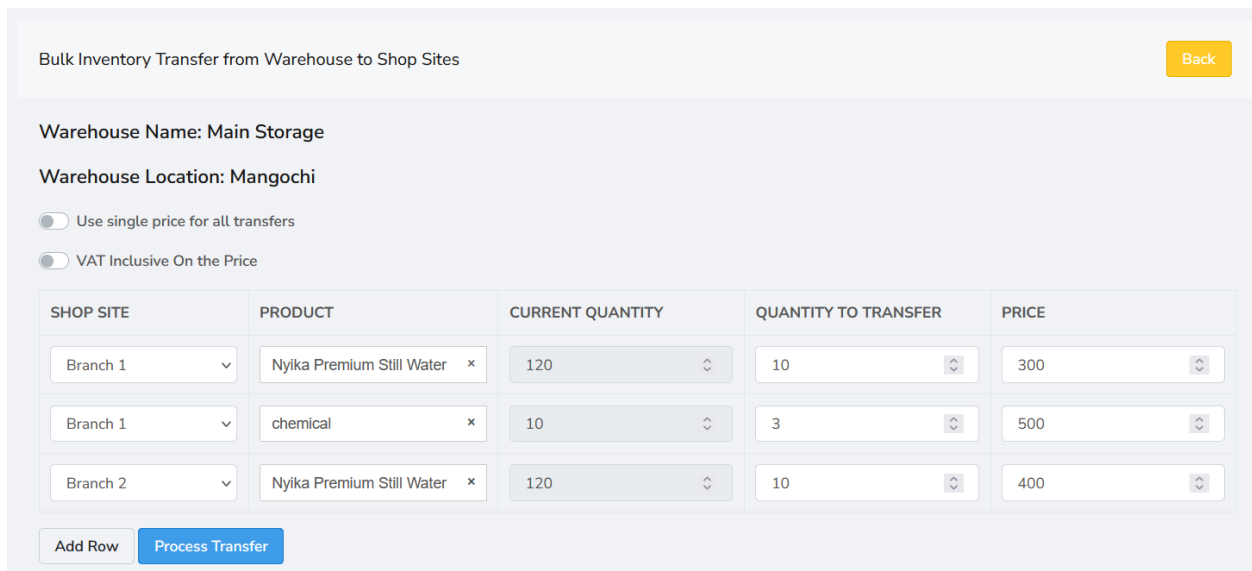 Bulk Inventory Transfer from Warehouse to Shop Sites Back
Warehouse Name: Main Storage
Warehouse Location: Mangochi
Use single price for all transfers
VAT Inclusive On the Price
SHOP SITE PRODUCT CURRENT QUANTITY QUANTITY TO TRANSFER PRICE
Branch 1 Nyika Premium Still Water × 120 10 300
Branch 1 chemical × 10 3 500
Branch 2 Nyika Premium Still Water × 120 10 400
Add Row Process Transfer